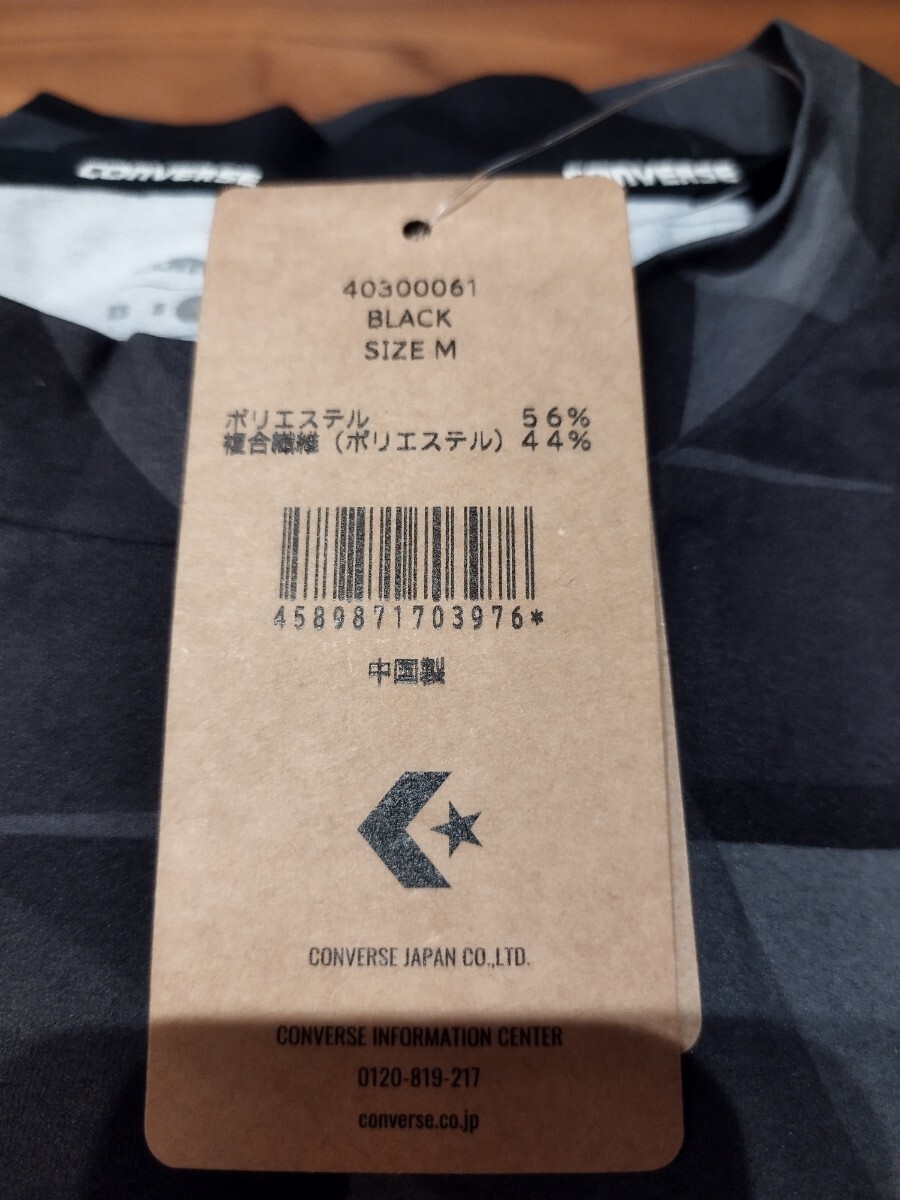 CONVERSE CONVERSE
40300061
BLACK
SIZE M
ポリエステル 56%
複合繊維（ポリエステル）44%
4589871703976*
中国製
CONVERSE JAPAN CO.,LTD.
CONVERSE INFORMATION CENTER
0120-819-217
converse.co.jp